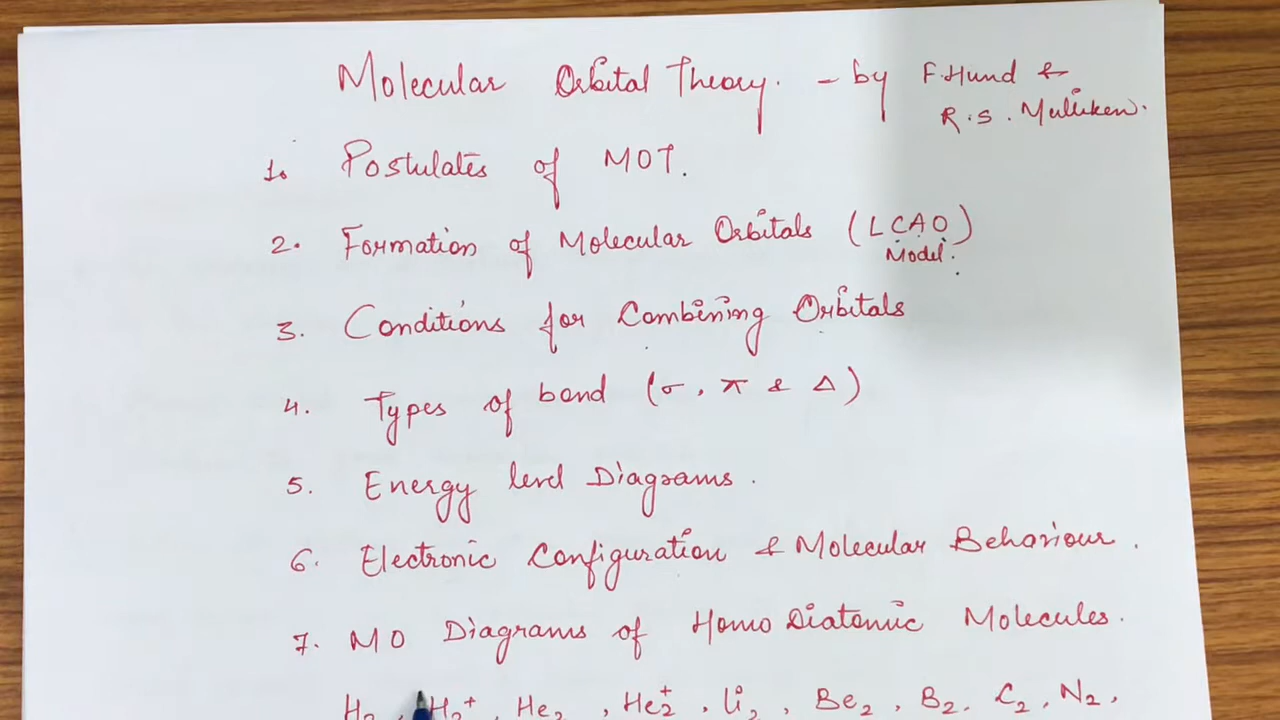 Molecular Orbital Theory. - by F.Hund &
R.S. Mulliken.
1. Postulates of MOT.
2. Formation of Molecular Orbitals (LCAO)
Model.
3. Conditions for Combining Orbitals
4. Types of bond (σ, π & Δ)
5. Energy level Diagrams.
6. Electronic Configuration & Molecular Behaviour.
7. MO Diagrams of Homo Diatomic Molecules.
H₂, H₂⁺, He₂, He₂⁺, Li₂, Be₂, B₂, C₂, N₂,